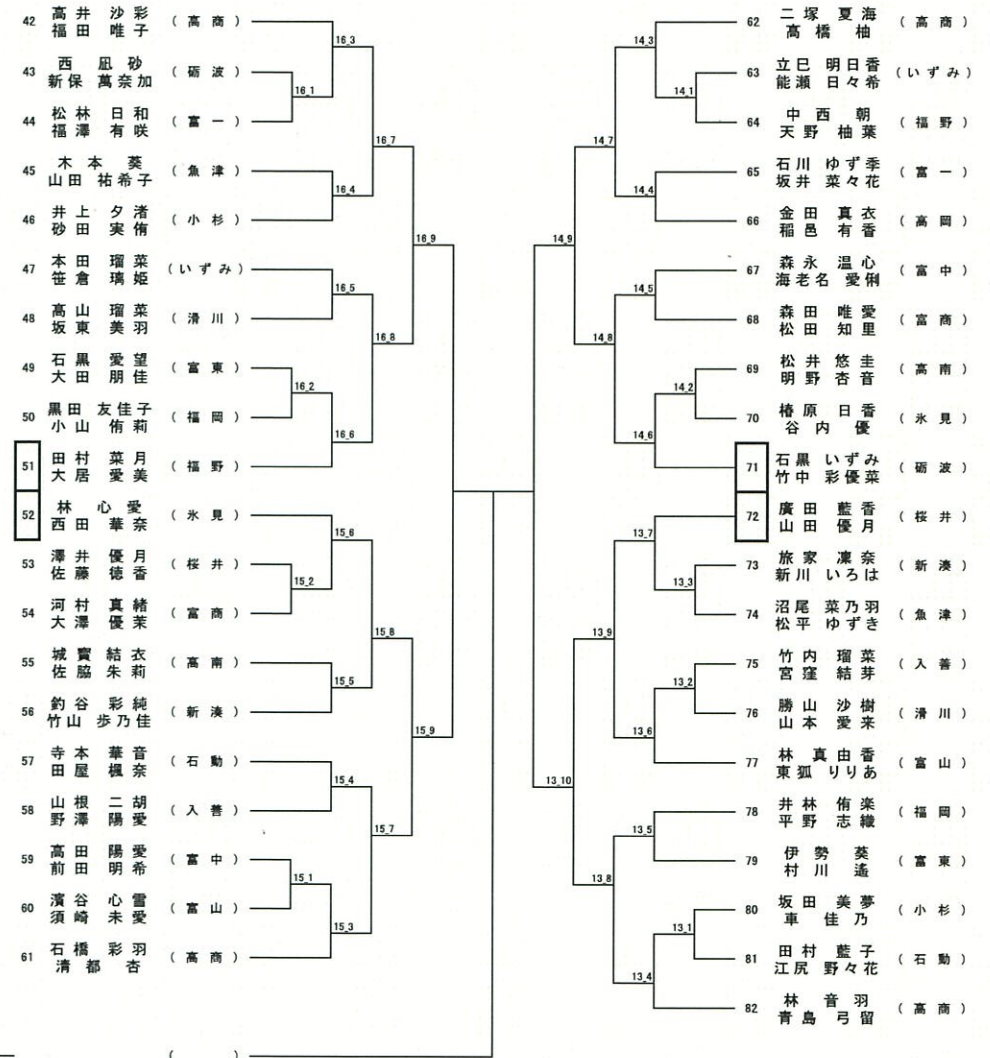 42 高井 沙彩 (高商)
福田 唯子
16_3
43 西 凪砂 (砺波)
新保 萬奈加
16_1
44 松林 日和 (富一)
福澤 有咲
16_7
45 木本 葵 (魚津)
山田 祐希子
16_4
46 井上 夕渚 (小杉)
砂田 実侑
16_9
47 本田 瑠菜 (いずみ)
笹倉 璃姫
16_5
48 高山 瑠菜 (滑川)
坂東 美羽
16_8
49 石黒 愛望 (富東)
大田 朋佳
16_2
50 黒田 友佳子 (福岡)
小山 侑莉
16_6
51 田村 菜月 (福野)
大居 愛美
52 林 心愛 (氷見)
西田 華奈
15_6
53 澤井 優月 (桜井)
佐藤 徳香
15_2
54 河村 真緒 (富商)
大澤 優茉
15_8
55 城寶 結衣 (高南)
佐脇 朱莉
15_5
56 釣谷 彩純 (新湊)
竹山 歩乃佳
15_9
57 寺本 華音 (石動)
田屋 楓奈
15_4
58 山根 二胡 (入善)
野澤 陽愛
15_7
59 高田 陽愛 (富中)
前田 明希
15_1
60 濱谷 心雪 (富山)
須崎 未愛
15_3
61 石橋 彩羽 (高商)
清都 杏
( )
62 二塚 夏海 (高商)
高橋 柚
14_3
63 立巳 明日香 (いずみ)
能瀬 日々希
14_1
64 中西 朝 (福野)
天野 柚葉
14_7
65 石川 ゆず季 (富一)
坂井 菜々花
14_4
66 金田 真衣 (高岡)
稲邑 有香
14_9
67 森永 温心 (富中)
海老名 愛俐
14_5
68 森田 唯愛 (富商)
松田 知里
14_8
69 松井 悠圭 (高南)
明野 杏音
14_2
70 椿原 日香 (氷見)
谷内 優
14_6
71 石黒 いずみ (砺波)
竹中 彩優菜
72 廣田 藍香 (桜井)
山田 優月
13_7
73 旅家 凜奈 (新湊)
新川 いろは
13_3
74 沼尾 菜乃羽 (魚津)
松平 ゆずき
13_9
75 竹内 瑠菜 (入善)
宮窪 結芽
13_2
76 勝山 沙樹 (滑川)
山本 愛来
13_6
77 林 真由香 (富山)
東狐 りりあ
13_10
78 井林 侑楽 (福岡)
平野 志織
13_5
79 伊勢 葵 (富東)
村川 遙
13_8
80 坂田 美夢 (小杉)
車 佳乃
13_1
81 田村 藍子 (石動)
江尻 野々花
13_4
82 林 音羽 (高商)
青島 弓留